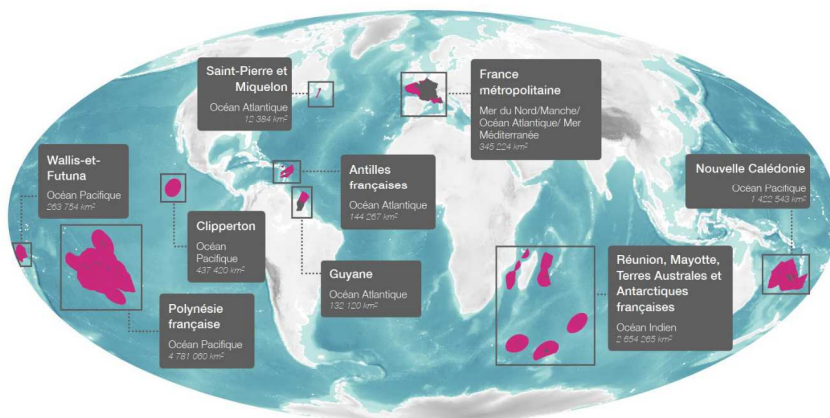 Saint-Pierre et
Miquelon
Océan Atlantique
12 384 km²
France
métropolitaine
Mer du Nord/Manche/
Océan Atlantique/ Mer
Méditerranée
345 224 km²
Wallis-et-
Futuna
Océan Pacifique
263 754 km²
Antilles
françaises
Océan Atlantique
144 267 km²
Nouvelle Calédonie
Océan Pacifique
1 422 543 km²
Clipperton
Océan
Pacifique
437 420 km²
Guyane
Océan Atlantique
132 120 km²
Réunion, Mayotte,
Terres Australes et
Antarctiques
françaises
Océan Indien
2 654 265 km²
Polynésie
française
Océan Pacifique
4 781 060 km²